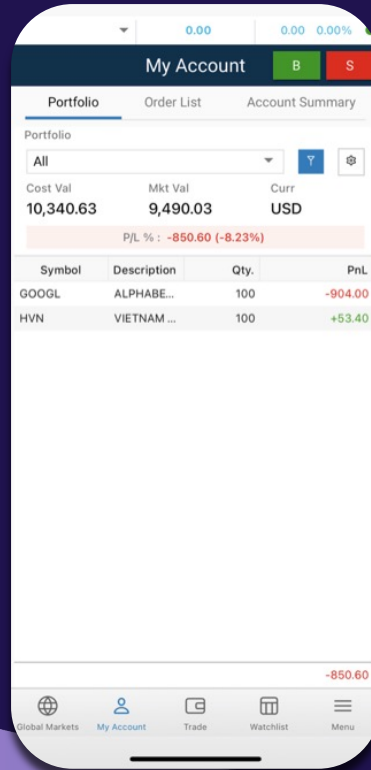 0.00 0.00 0.00%
My Account B S
Portfolio Order List Account Summary
Portfolio
All
Cost Val Mkt Val Curr
10,340.63 9,490.03 USD
P/L % : -850.60 (-8.23%)
Symbol Description Qty. PnL
GOOGL ALPHABE... 100 -904.00
HVN VIETNAM ... 100 +53.40
-850.60
Global Markets My Account Trade Watchlist Menu